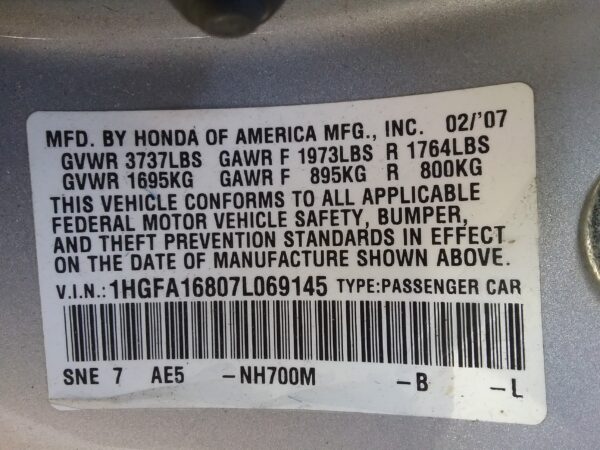 MFD. BY HONDA OF AMERICA MFG., INC. 02/'07
GVWR 3737LBS GAWR F 1973LBS R 1764LBS
GVWR 1695KG GAWR F 895KG R 800KG
THIS VEHICLE CONFORMS TO ALL APPLICABLE
FEDERAL MOTOR VEHICLE SAFETY, BUMPER,
AND THEFT PREVENTION STANDARDS IN EFFECT
ON THE DATE OF MANUFACTURE SHOWN ABOVE.
V.I.N.: 1HGFA16807L069145 TYPE:PASSENGER CAR
SNE 7 AE5 -NH700M -B -L